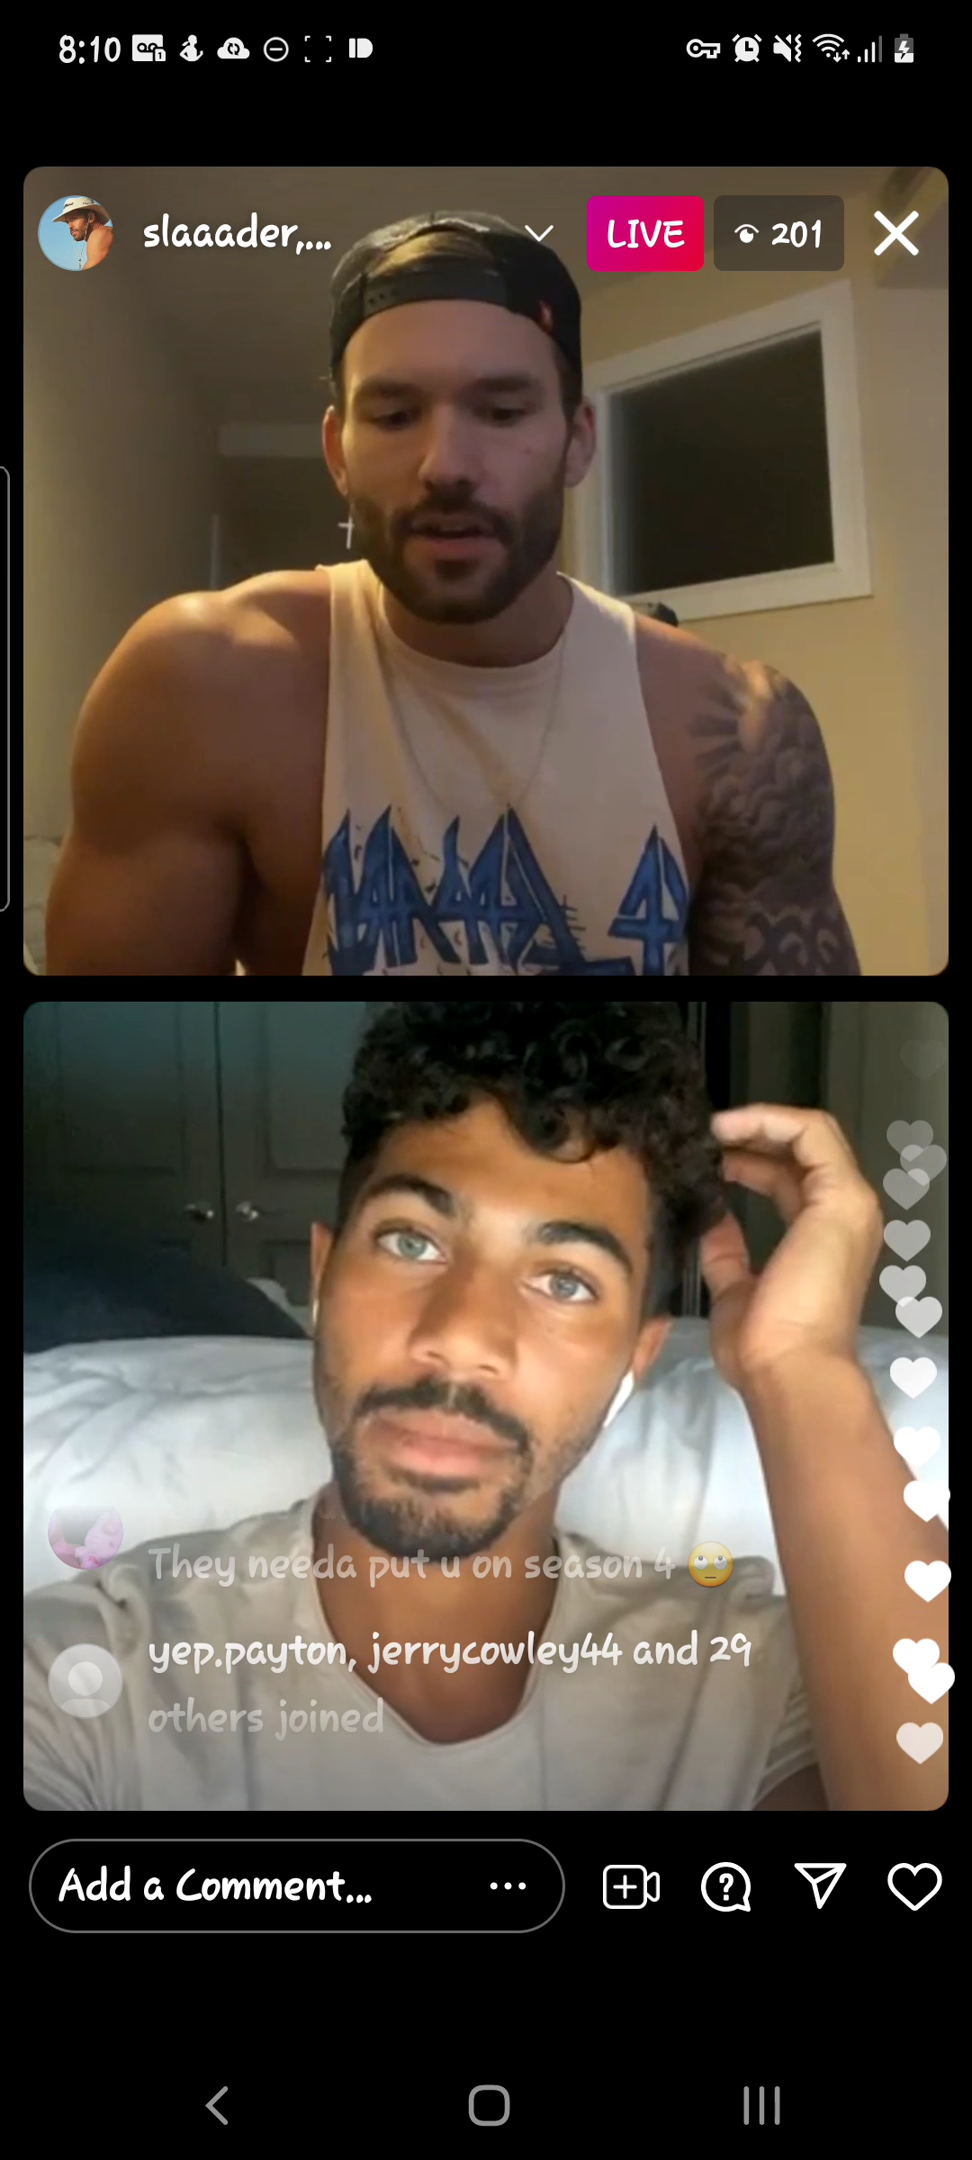 8:10
slaaader,...
LIVE
201
They needa put u on season 4 🙄
yep.payton, jerrycowley44 and 29
others joined
Add a Comment...